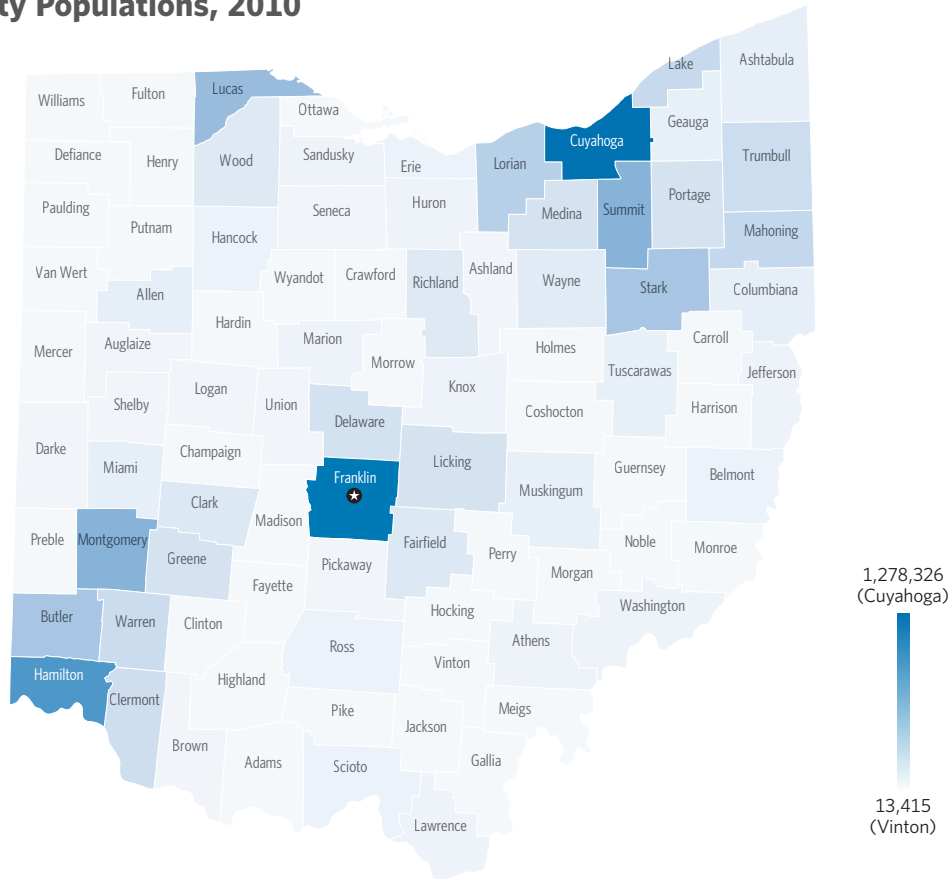 ty Populations, 2010
Lake
Ashtabula
Williams
Fulton
Lucas
Ottawa
Geauga
Cuyahoga
Defiance
Henry
Wood
Sandusky
Erie
Lorian
Trumbull
Paulding
Putnam
Seneca
Huron
Medina
Summit
Portage
Hancock
Mahoning
Van Wert
Allen
Wyandot
Crawford
Richland
Ashland
Wayne
Stark
Columbiana
Mercer
Auglaize
Hardin
Marion
Morrow
Holmes
Carroll
Tuscarawas
Jefferson
Shelby
Logan
Union
Knox
Coshocton
Harrison
Delaware
Darke
Miami
Champaign
Licking
Guernsey
Belmont
Franklin
Muskingum
Clark
Madison
Preble
Montgomery
Greene
Fairfield
Perry
Noble
Monroe
Pickaway
Morgan
Fayette
Washington
Butler
Warren
Clinton
Hocking
Athens
Ross
Vinton
Hamilton
Highland
Clermont
Pike
Meigs
Jackson
Brown
Adams
Scioto
Gallia
Lawrence
1,278,326
(Cuyahoga)
13,415
(Vinton)